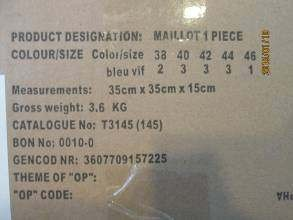 PRODUCT DESIGNATION: MAILLOT 1 PIECE
COLOUR/SIZE Color/size 38 40 42 44 46
bleu vif 2 3 3 3 1
Measurements: 35cm x 35cm x 15cm
Gross weight: 3.6 KG
CATALOGUE No: T3145 (145)
BON No: 0010-0
GENCOD NR: 3607709157225
THEME OF "OP":
"OP" CODE: